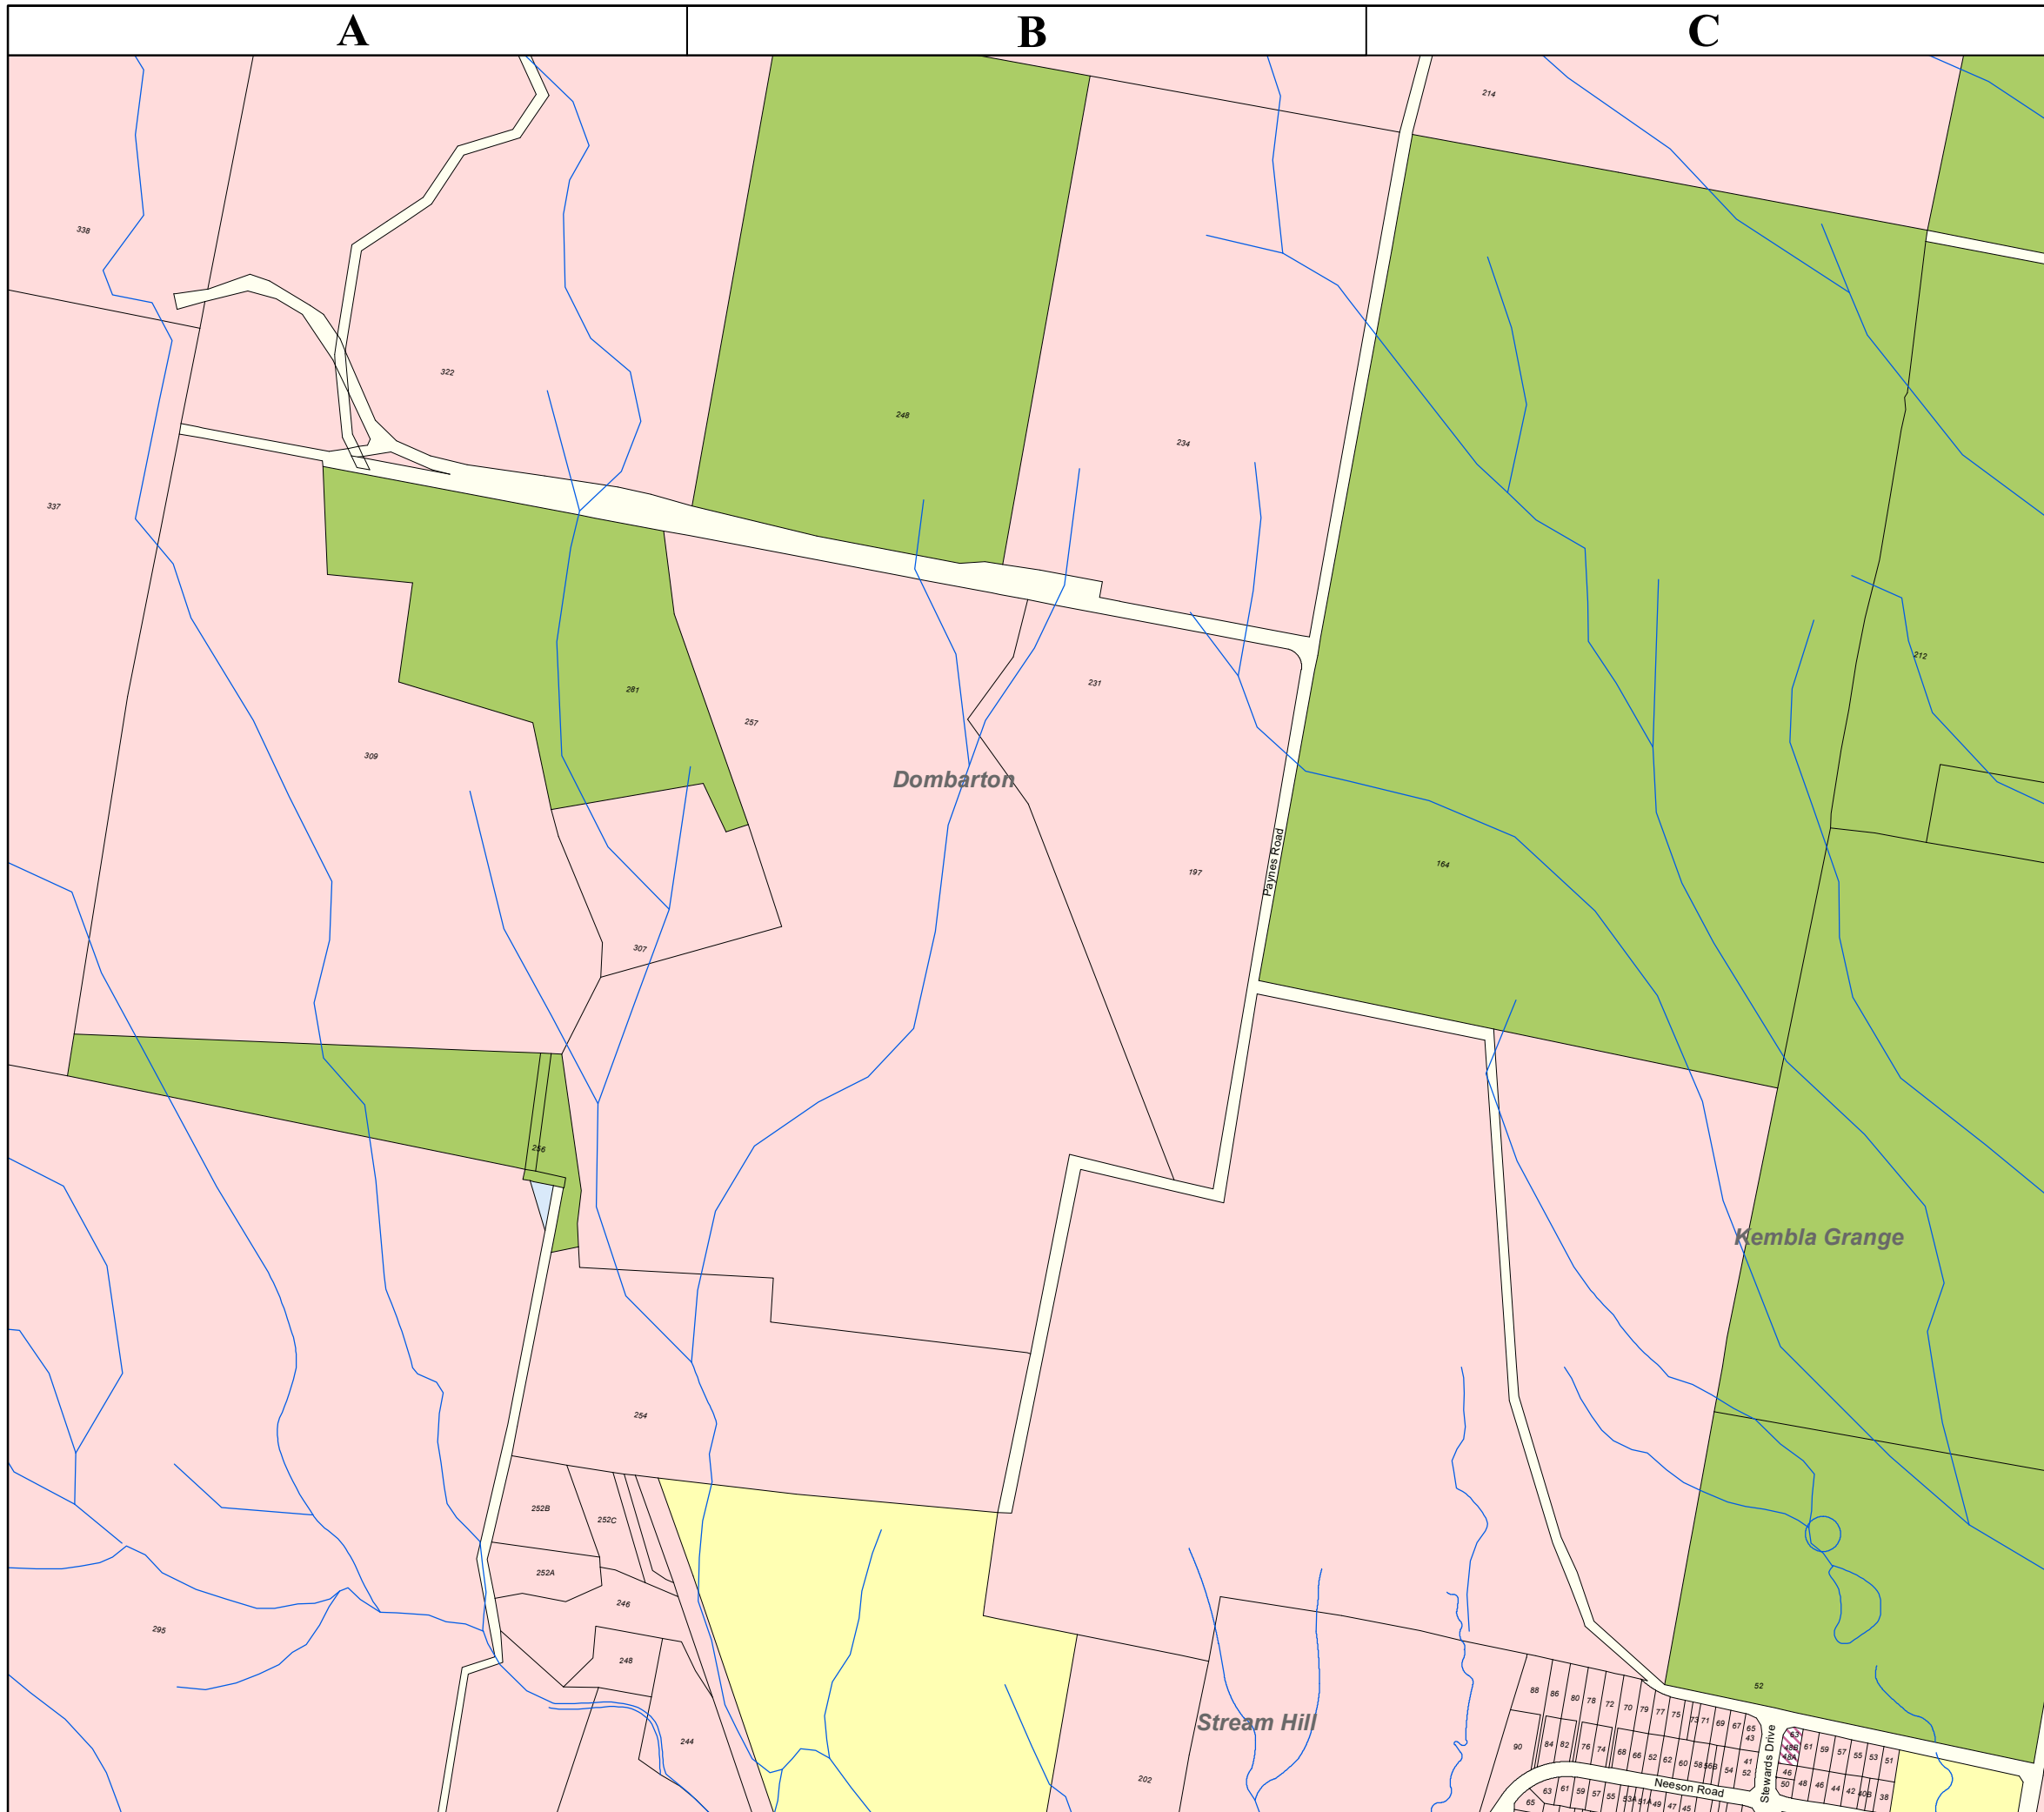 A B C
214
338
322
248
234
337
212
281
231
257
309
Dombarton
Paynes Road
164
197
307
256
Kembla Grange
254
252B
252C
252A
246
295
248
52
88 86 80 78 72 70 79 77 75 73 71 69 67 65
43
Stream Hill
244
Stewards Drive
63 61 59 57 55 53 51
48B
48A
90 84 82 76 74 68 66 52 62 60 58 56B 54 41
52
46
50 48 46 44 42 40B 38
202
Neeson Road
65 63 61 59 57 55 53A 51A 49 47 45